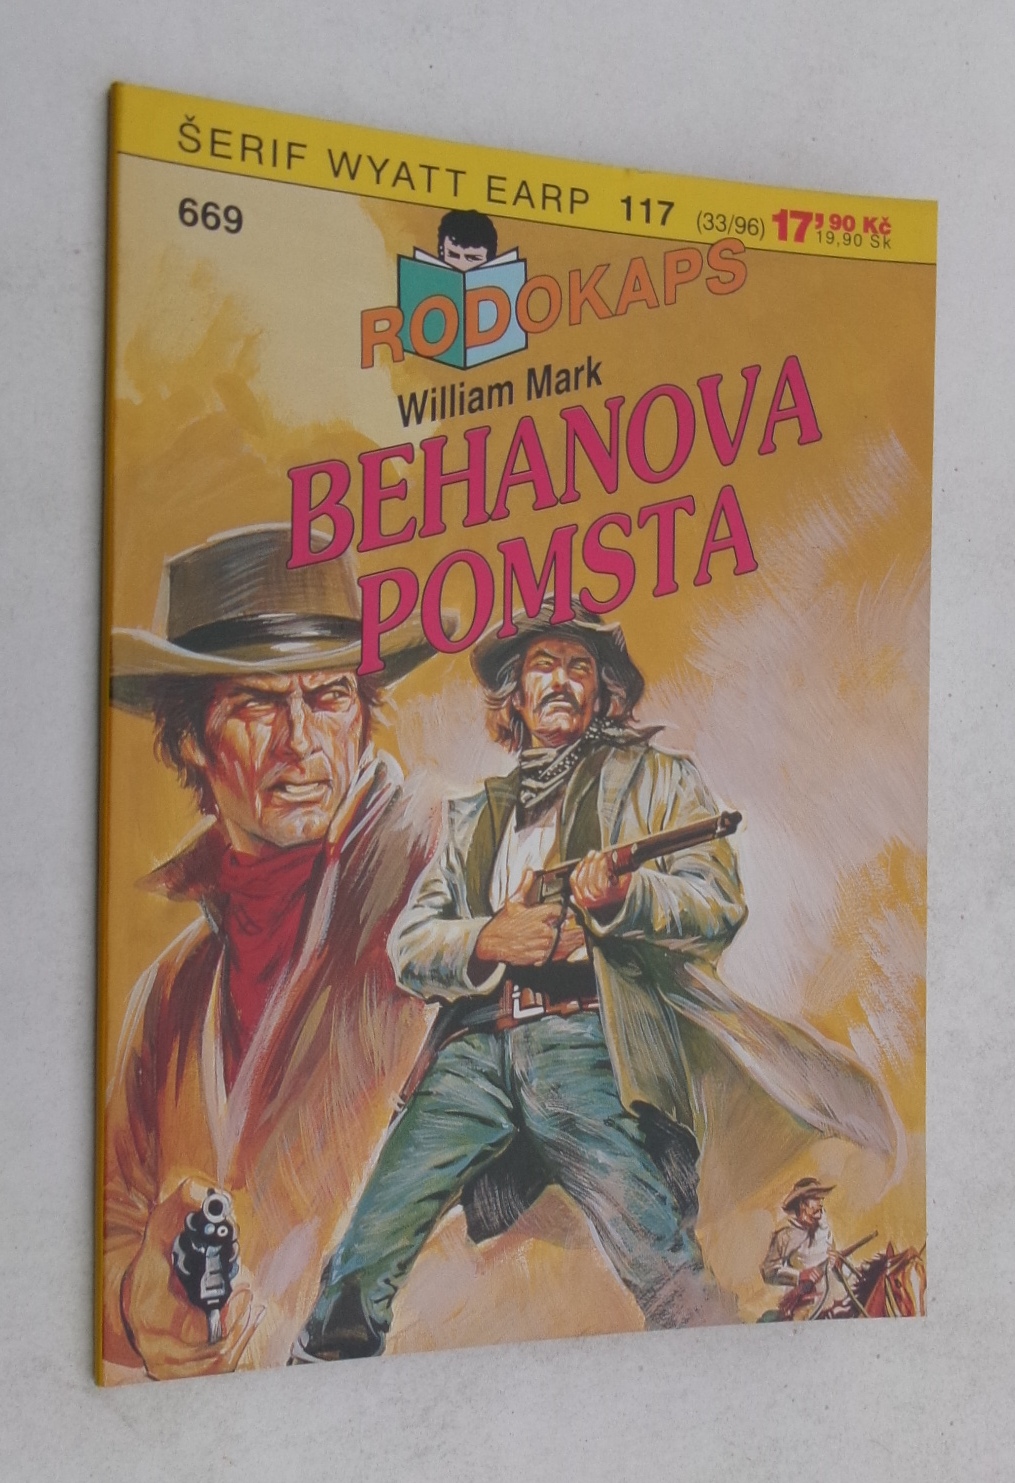 ŠERIF WYATT EARP 117 (33/96) 17,90 Kč
19,90 Sk
669
RODOKAPS
William Mark
BEHANOVA
POMSTA